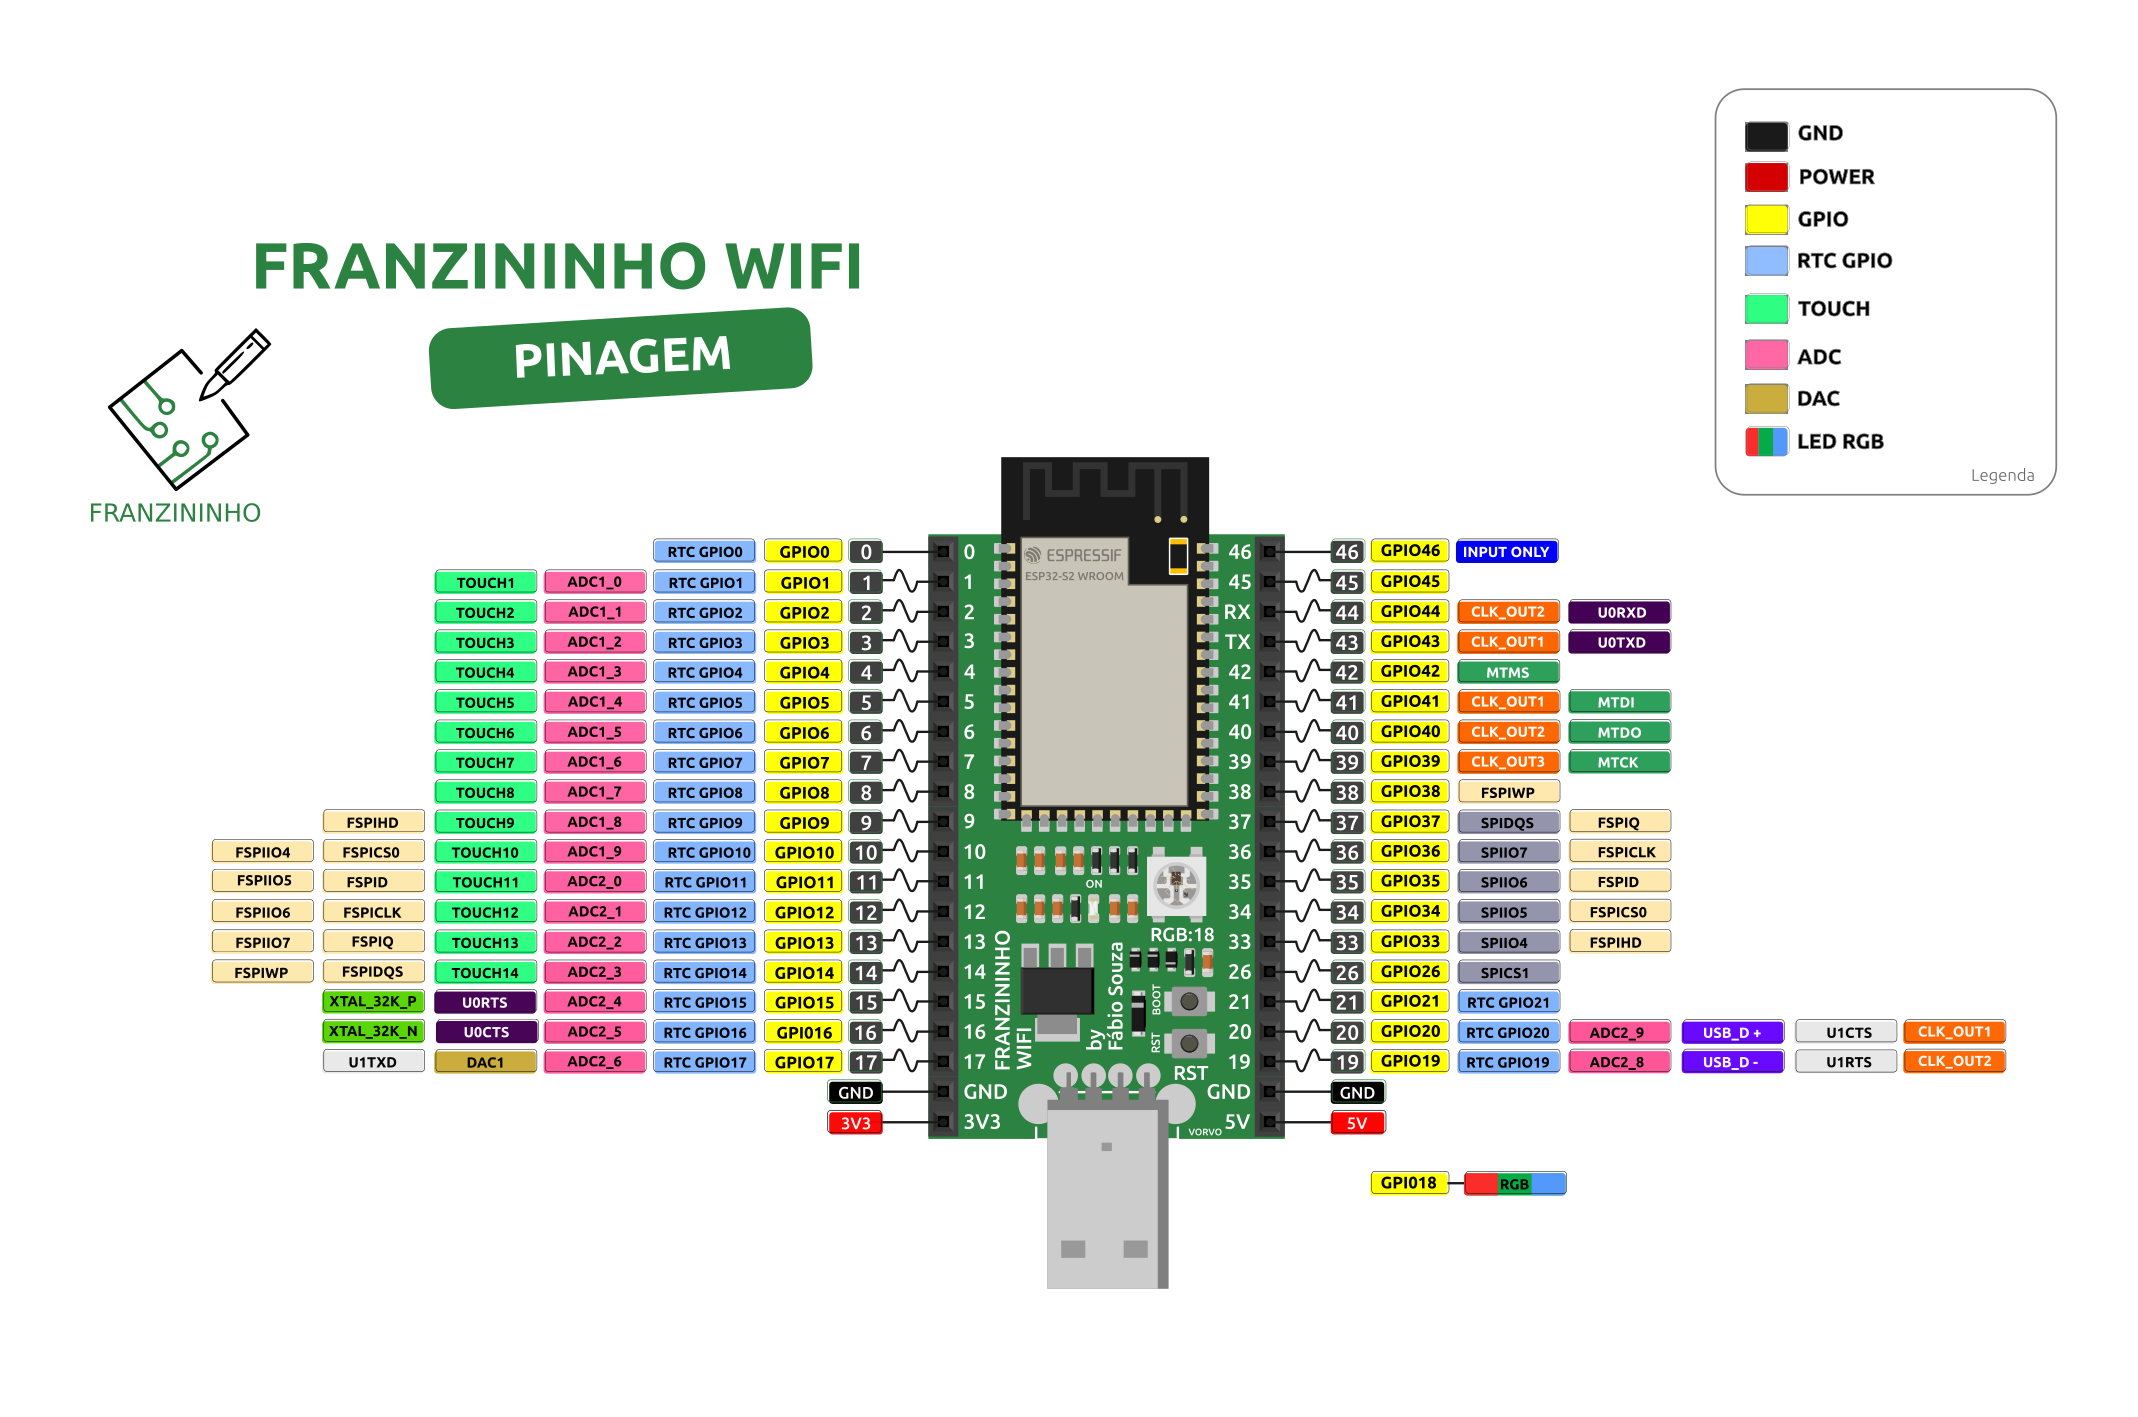 GND
POWER
GPIO
RTC GPIO
TOUCH
ADC
DAC
LED RGB
Legenda
FRANZININHO WIFI
PINAGEM
FRANZININHO
RTC GPIO0 GPIO0 0 0 46 46 GPIO46 INPUT ONLY
TOUCH1 ADC1_0 RTC GPIO1 GPIO1 1 1 45 45 GPIO45
TOUCH2 ADC1_1 RTC GPIO2 GPIO2 2 2 RX 44 GPIO44 CLK_OUT2 U0RXD
TOUCH3 ADC1_2 RTC GPIO3 GPIO3 3 3 TX 43 GPIO43 CLK_OUT1 U0TXD
TOUCH4 ADC1_3 RTC GPIO4 GPIO4 4 4 42 42 GPIO42 MTMS
TOUCH5 ADC1_4 RTC GPIO5 GPIO5 5 5 41 41 GPIO41 CLK_OUT1 MTDI
TOUCH6 ADC1_5 RTC GPIO6 GPIO6 6 6 40 40 GPIO40 CLK_OUT2 MTDO
TOUCH7 ADC1_6 RTC GPIO7 GPIO7 7 7 39 39 GPIO39 CLK_OUT3 MTCK
TOUCH8 ADC1_7 RTC GPIO8 GPIO8 8 8 38 38 GPIO38 FSPIWP
FSPIHD TOUCH9 ADC1_8 RTC GPIO9 GPIO9 9 9 37 37 GPIO37 SPIDQS FSPIQ
FSPIIO4 FSPICS0 TOUCH10 ADC1_9 RTC GPIO10 GPIO10 10 10 36 36 GPIO36 SPIIO7 FSPICLK
FSPIIO5 FSPID TOUCH11 ADC2_0 RTC GPIO11 GPIO11 11 11 35 35 GPIO35 SPIIO6 FSPID
FSPIIO6 FSPICLK TOUCH12 ADC2_1 RTC GPIO12 GPIO12 12 12 34 34 GPIO34 SPIIO5 FSPICS0
FSPIIO7 FSPIQ TOUCH13 ADC2_2 RTC GPIO13 GPIO13 13 13 33 33 GPIO33 SPIIO4 FSPIHD
FSPIWP FSPIDQS TOUCH14 ADC2_3 RTC GPIO14 GPIO14 14 14 26 26 GPIO26 SPICS1
XTAL_32K_P U0RTS ADC2_4 RTC GPIO15 GPIO15 15 15 21 21 GPIO21 RTC GPIO21
XTAL_32K_N U0CTS ADC2_5 RTC GPIO16 GPI016 16 16 20 20 GPIO20 RTC GPIO20 ADC2_9 USB_D + U1CTS CLK_OUT1
U1TXD DAC1 ADC2_6 RTC GPIO17 GPIO17 17 17 19 19 GPIO19 RTC GPIO19 ADC2_8 USB_D - U1RTS CLK_OUT2
GND GND GND GND
3V3 3V3 5V 5V
ESPRESSIF
ESP32-S2 WROOM
ON
RGB:18
FRANZININHO
WIFI
by
Fábio Souza
BOOT
RST
RST
VORVO
GPI018 RGB